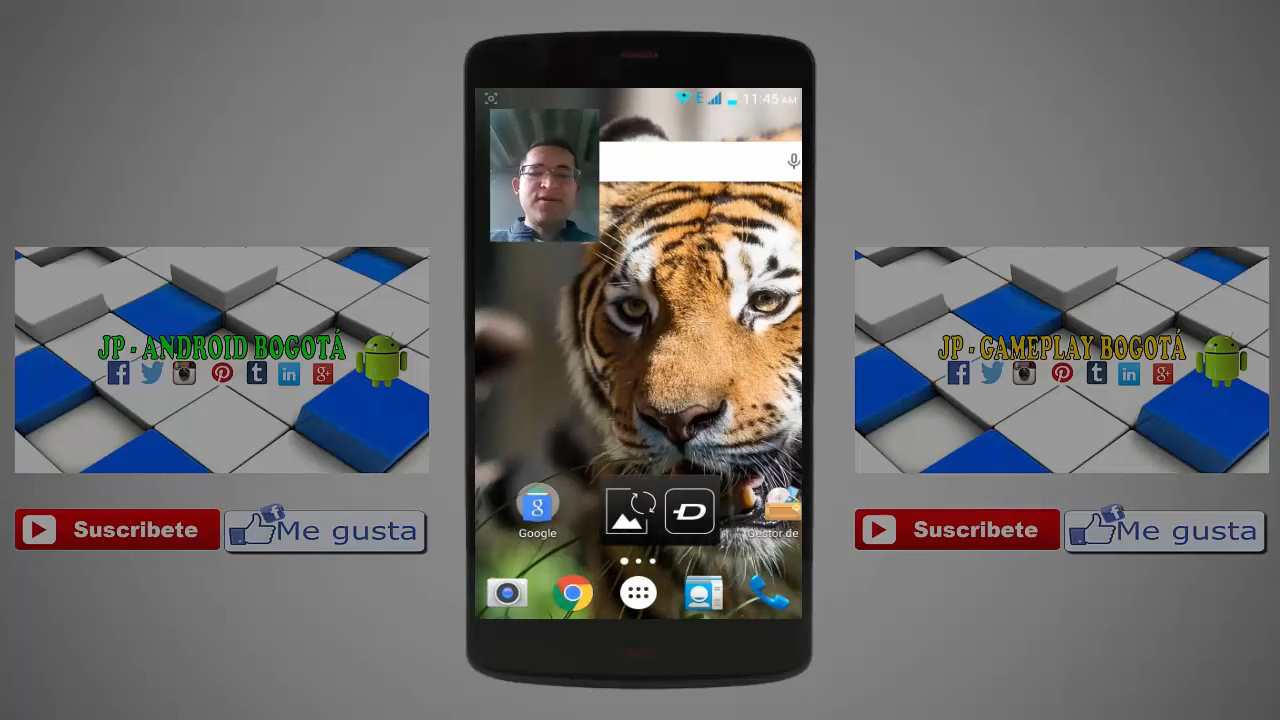 E 11:45 AM
JP - ANDROID BOGOTÁ
JP - GAMEPLAY BOGOTÁ
Google
Gestor de
Suscribete
Me gusta
Suscribete
Me gusta